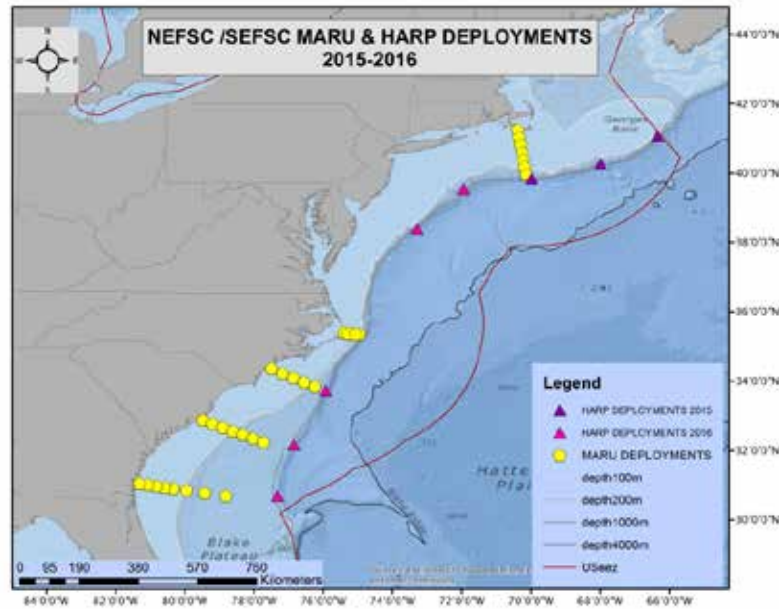 NEFSC /SEFSC MARU & HARP DEPLOYMENTS
2015-2016
N
Georges
Bank
44°0'0"N
42°0'0"N
40°0'0"N
38°0'0"N
36°0'0"N
34°0'0"N
32°0'0"N
30°0'0"N
Blake
Plateau
Legend
HARP DEPLOYMENTS 2015
HARP DEPLOYMENTS 2016
MARU DEPLOYMENTS
depth100m
depth200m
depth1000m
depth4000m
USeez
0 95 190 380 570 760
Kilometers
84°0'0"W 82°0'0"W 80°0'0"W 78°0'0"W 76°0'0"W 74°0'0"W 72°0'0"W 70°0'0"W 68°0'0"W 66°0'0"W